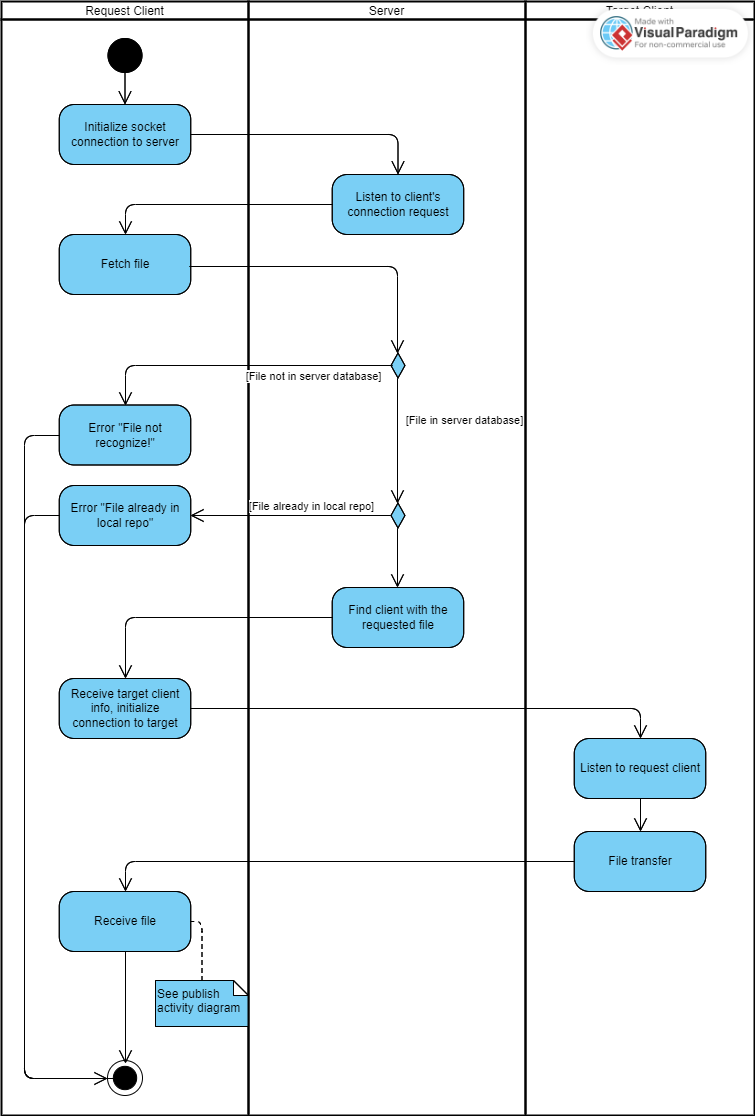 Request Client
Server
Target Client
Made with
VisualParadigm
For non-commercial use
Initialize socket
connection to server
Listen to client's
connection request
Fetch file
[File not in server database]
[File in server database]
Error "File not
recognize!"
[File already in local repo]
Error "File already in
local repo"
Find client with the
requested file
Receive target client
info, initialize
connection to target
Listen to request client
File transfer
Receive file
See publish
activity diagram